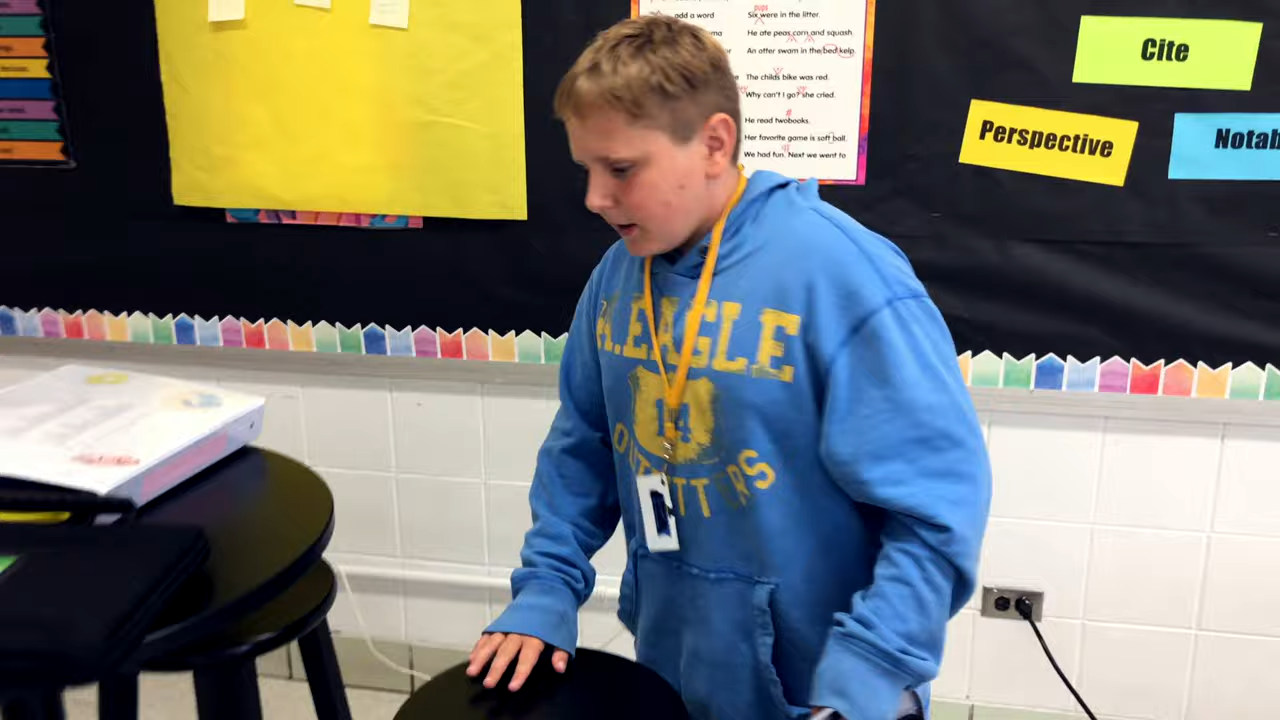 add a word
Six were in the litter.
pups
He ate peas corn and squash.
An otter swam in the bed kelp.
The childs bike was red.
Why can't I go? she cried.
He read twobooks.
Her favorite game is soft ball.
We had fun. Next we went to
Cite
Perspective
Notab
A.EAGLE
OUTFITTERS